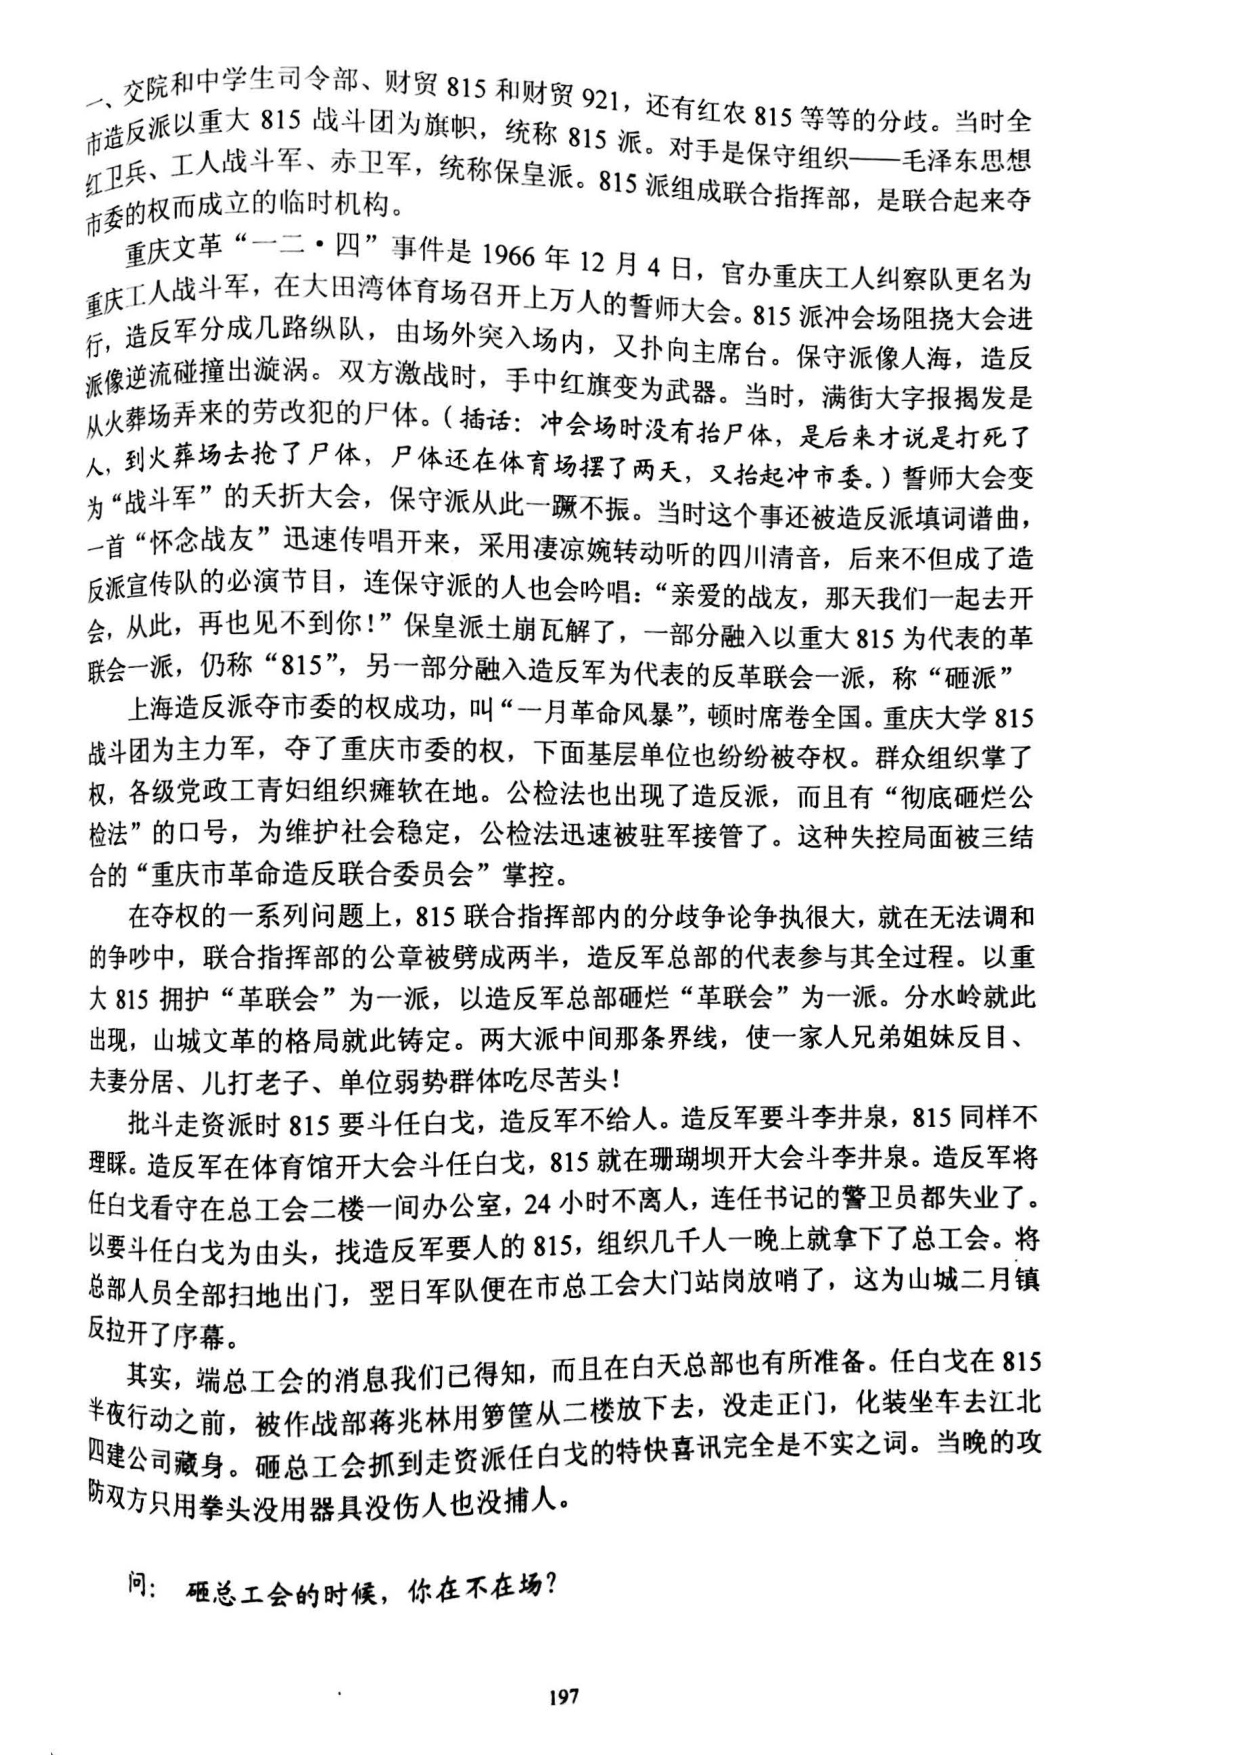 一、交院和中学生司令部、财贸 815 和财贸 921，还有红农 815 等等的分歧。当时全
市造反派以重大 815 战斗团为旗帜，统称 815 派。对手是保守组织——毛泽东思想
红卫兵、工人战斗军、赤卫军，统称保皇派。815 派组成联合指挥部，是联合起来夺
市委的权而成立的临时机构。
重庆文革“一二·四”事件是 1966 年 12 月 4 日，官办重庆工人纠察队更名为
重庆工人战斗军，在大田湾体育场召开上万人的誓师大会。815 派冲会场阻挠大会进
行，造反军分成几路纵队，由场外突入场内，又扑向主席台。保守派像人海，造反
派像逆流碰撞出漩涡。双方激战时，手中红旗变为武器。当时，满街大字报揭发是
从火葬场弄来的劳改犯的尸体。（插话：冲会场时没有抬尸体，是后来才说是打死了
人，到火葬场去抢了尸体，尸体还在体育场摆了两天，又抬起冲市委。）誓师大会变
为“战斗军”的夭折大会，保守派从此一蹶不振。当时这个事还被造反派填词谱曲，
一首“怀念战友”迅速传唱开来，采用凄凉婉转动听的四川清音，后来不但成了造
反派宣传队的必演节目，连保守派的人也会吟唱：“亲爱的战友，那天我们一起去开
会，从此，再也见不到你！”保皇派土崩瓦解了，一部分融入以重大 815 为代表的革
联会一派，仍称“815”，另一部分融入造反军为代表的反革联会一派，称“砸派”
上海造反派夺市委的权成功，叫“一月革命风暴”，顿时席卷全国。重庆大学 815
战斗团为主力军，夺了重庆市委的权，下面基层单位也纷纷被夺权。群众组织掌了
权，各级党政工青妇组织瘫软在地。公检法也出现了造反派，而且有“彻底砸烂公
检法”的口号，为维护社会稳定，公检法迅速被驻军接管了。这种失控局面被三结
合的“重庆市革命造反联合委员会”掌控。
在夺权的一系列问题上，815 联合指挥部内的分歧争论争执很大，就在无法调和
的争吵中，联合指挥部的公章被劈成两半，造反军总部的代表参与其全过程。以重
大 815 拥护“革联会”为一派，以造反军总部砸烂“革联会”为一派。分水岭就此
出现，山城文革的格局就此铸定。两大派中间那条界线，使一家人兄弟姐妹反目、
夫妻分居、儿打老子、单位弱势群体吃尽苦头！
批斗走资派时 815 要斗任白戈，造反军不给人。造反军要斗李井泉，815 同样不
理睬。造反军在体育馆开大会斗任白戈，815 就在珊瑚坝开大会斗李井泉。造反军将
任白戈看守在总工会二楼一间办公室，24 小时不离人，连任书记的警卫员都失业了。
以要斗任白戈为由头，找造反军要人的 815，组织几千人一晚上就拿下了总工会。将
总部人员全部扫地出门，翌日军队便在市总工会大门站岗放哨了，这为山城二月镇
反拉开了序幕。
其实，端总工会的消息我们已得知，而且在白天总部也有所准备。任白戈在 815
半夜行动之前，被作战部蒋兆林用箩筐从二楼放下去，没走正门，化装坐车去江北
四建公司藏身。砸总工会抓到走资派任白戈的特快喜讯完全是不实之词。当晚的攻
防双方只用拳头没用器具没伤人也没捕人。
问： 砸总工会的时候，你在不在场？
197